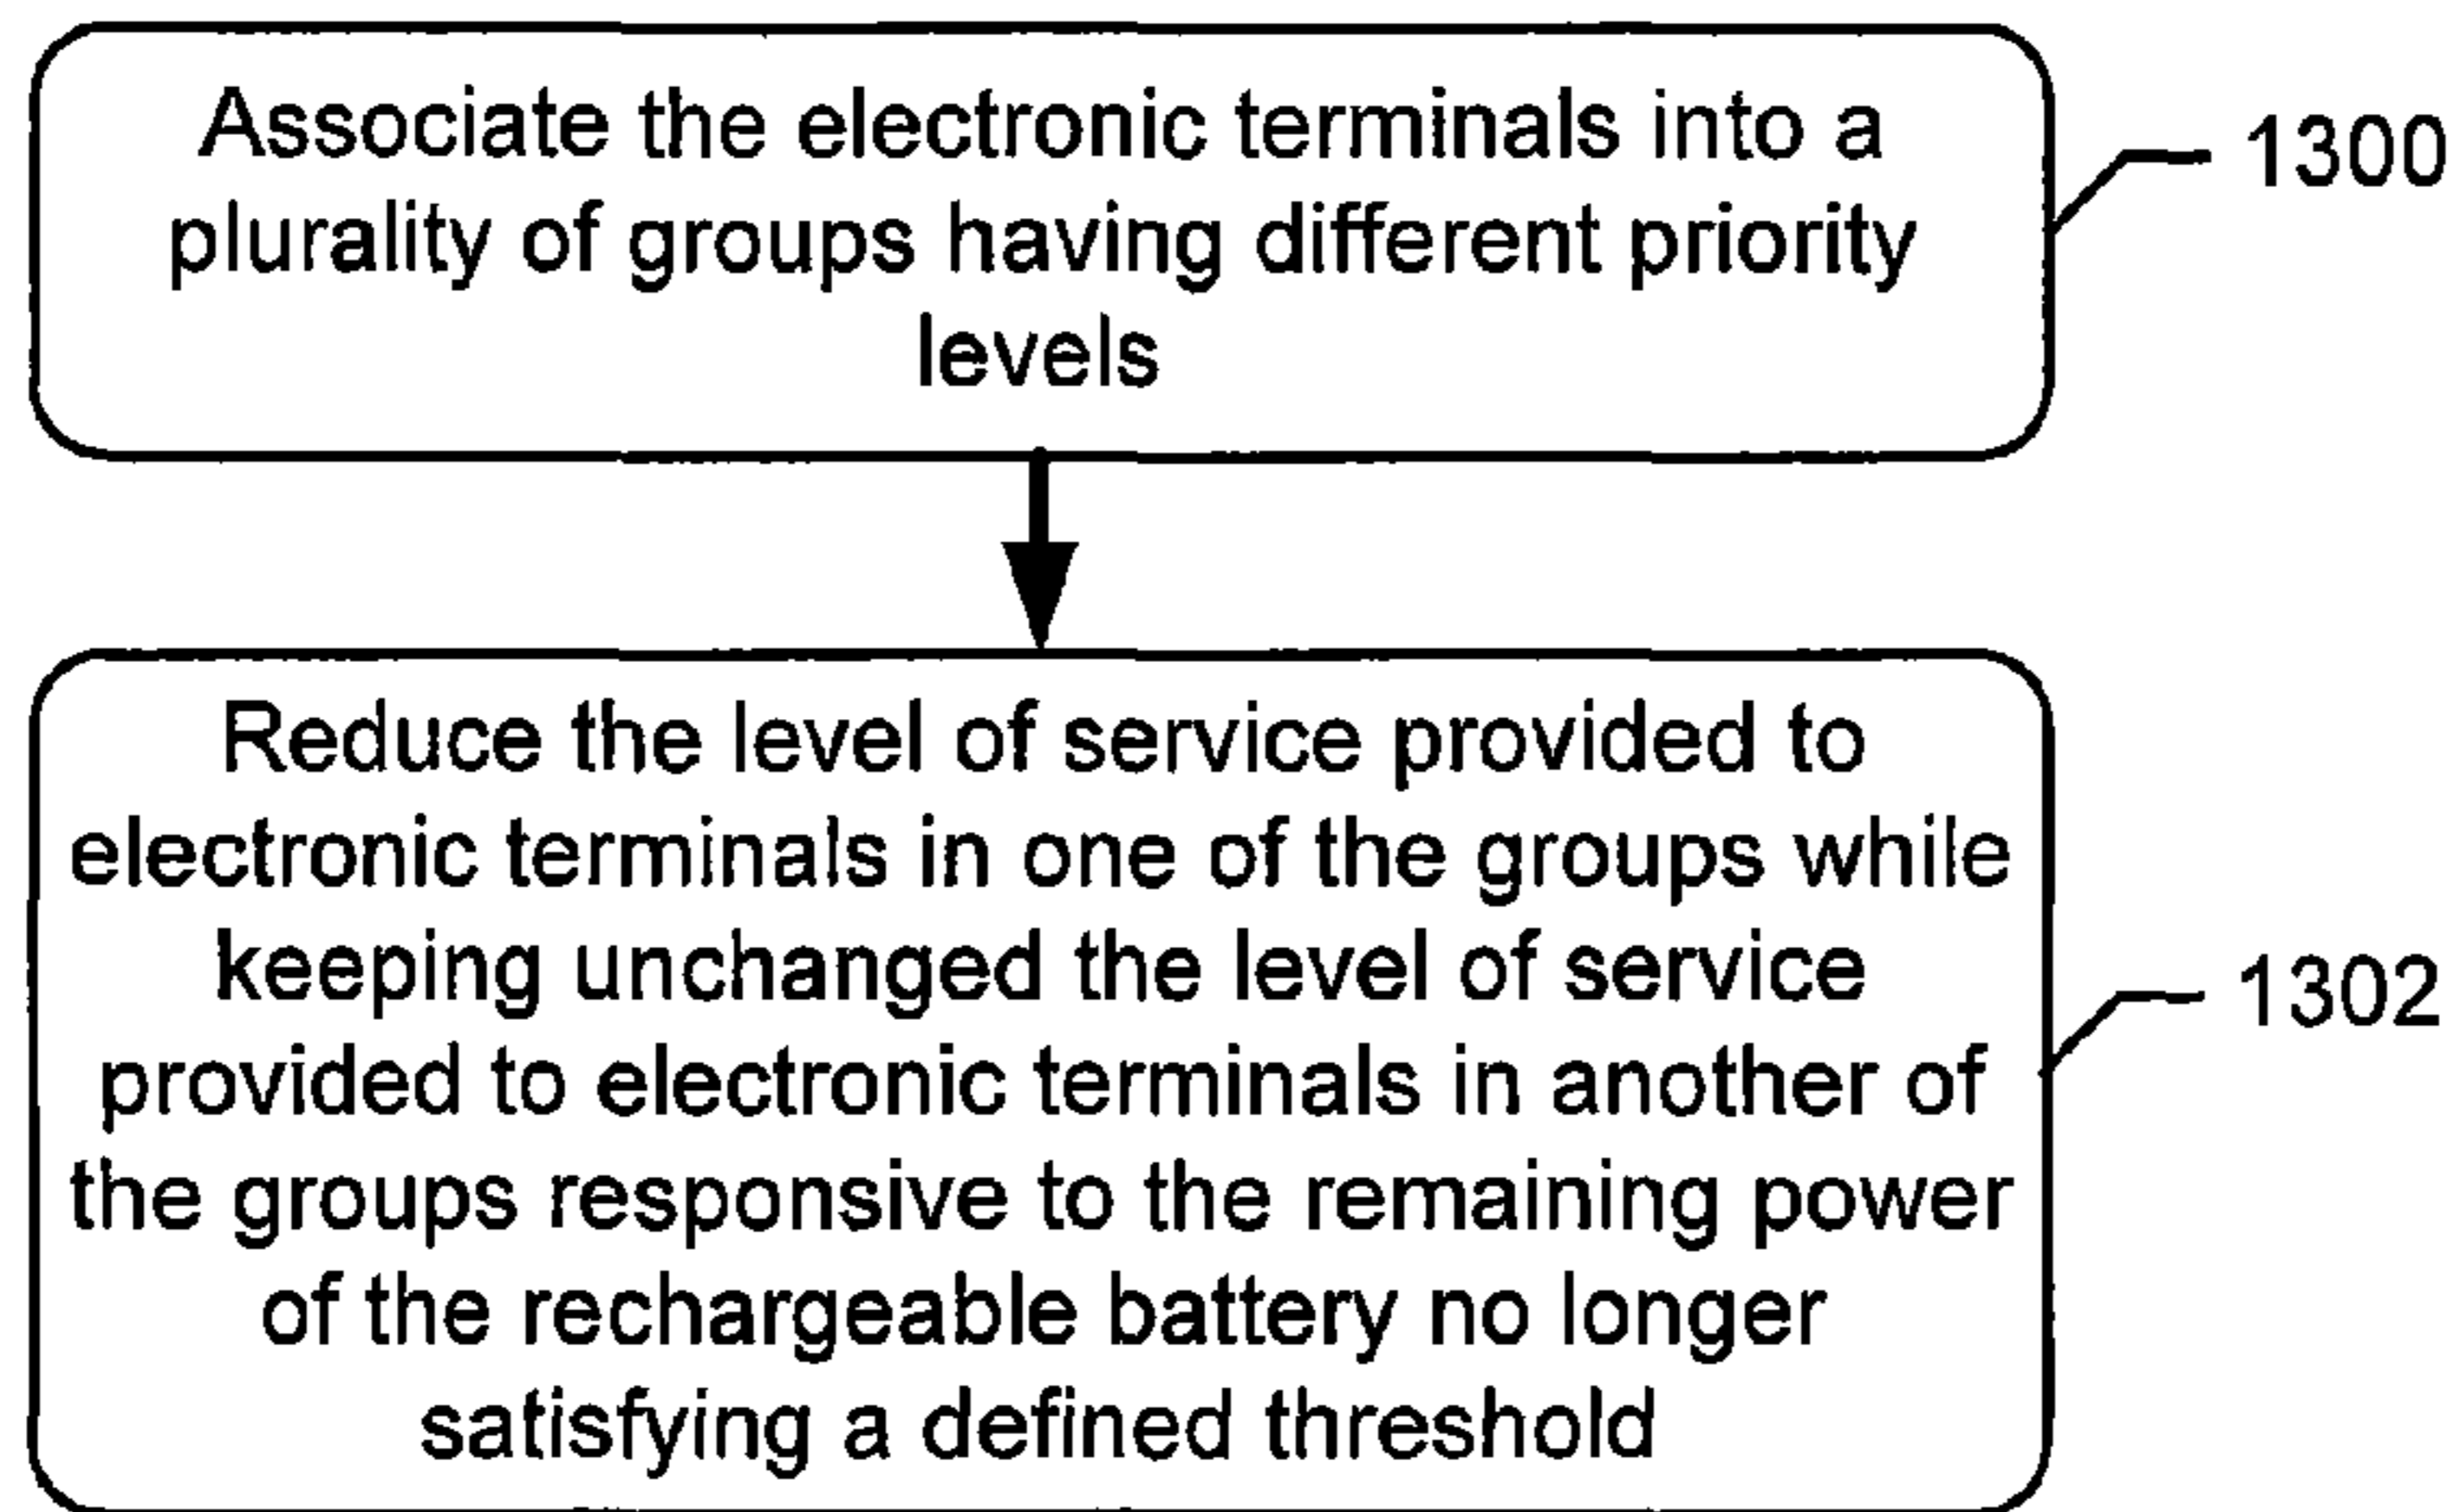 Associate the electronic terminals into a
plurality of groups having different priority
levels
1300
Reduce the level of service provided to
electronic terminals in one of the groups while
keeping unchanged the level of service
provided to electronic terminals in another of
the groups responsive to the remaining power
of the rechargeable battery no longer
satisfying a defined threshold
1302